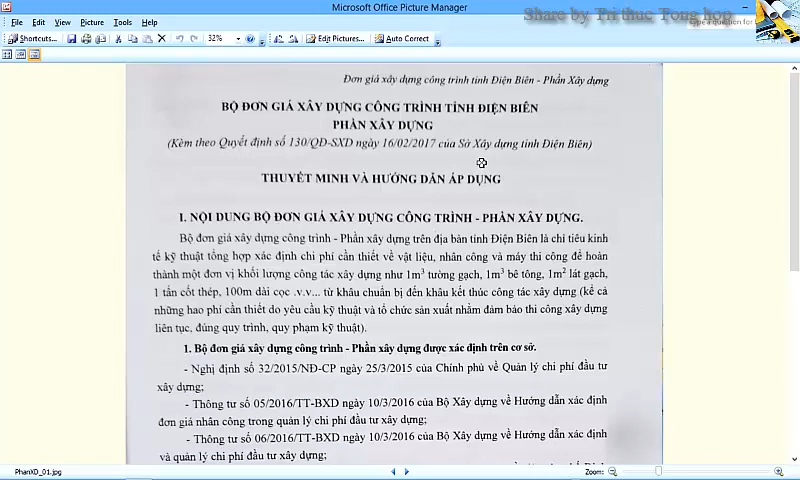 Microsoft Office Picture Manager
Share by Tri thuc Tong hop
File Edit View Picture Tools Help
Type a question for
Shortcuts... 32% Edit Pictures... Auto Correct
Đơn giá xây dựng công trình tỉnh Điện Biên - Phần Xây dựng
BỘ ĐƠN GIÁ XÂY DỰNG CÔNG TRÌNH TỈNH ĐIỆN BIÊN
PHẦN XÂY DỰNG
(Kèm theo Quyết định số 130/QĐ-SXD ngày 16/02/2017 của Sở Xây dựng tỉnh Điện Biên)
THUYẾT MINH VÀ HƯỚNG DẪN ÁP DỤNG
I. NỘI DUNG BỘ ĐƠN GIÁ XÂY DỰNG CÔNG TRÌNH - PHẦN XÂY DỰNG.
Bộ đơn giá xây dựng công trình - Phần xây dựng trên địa bàn tỉnh Điện Biên là chỉ tiêu kinh
tế kỹ thuật tổng hợp xác định chi phí cần thiết về vật liệu, nhân công và máy thi công để hoàn
thành một đơn vị khối lượng công tác xây dựng như 1m³ tường gạch, 1m³ bê tông, 1m² lát gạch,
1 tấn cốt thép, 100m dài cọc .v.v... từ khâu chuẩn bị đến khâu kết thúc công tác xây dựng (kể cả
những hao phí cần thiết do yêu cầu kỹ thuật và tổ chức sản xuất nhằm đảm bảo thi công xây dựng
liên tục, đúng quy trình, quy phạm kỹ thuật).
1. Bộ đơn giá xây dựng công trình - Phần xây dựng được xác định trên cơ sở.
- Nghị định số 32/2015/NĐ-CP ngày 25/3/2015 của Chính phủ về Quản lý chi phí đầu tư
xây dựng;
- Thông tư số 05/2016/TT-BXD ngày 10/3/2016 của Bộ Xây dựng về Hướng dẫn xác định
đơn giá nhân công trong quản lý chi phí đầu tư xây dựng;
- Thông tư số 06/2016/TT-BXD ngày 10/3/2016 của Bộ Xây dựng về Hướng dẫn xác định
và quản lý chi phí đầu tư xây dựng;
PhanXD_01.jpg Zoom: